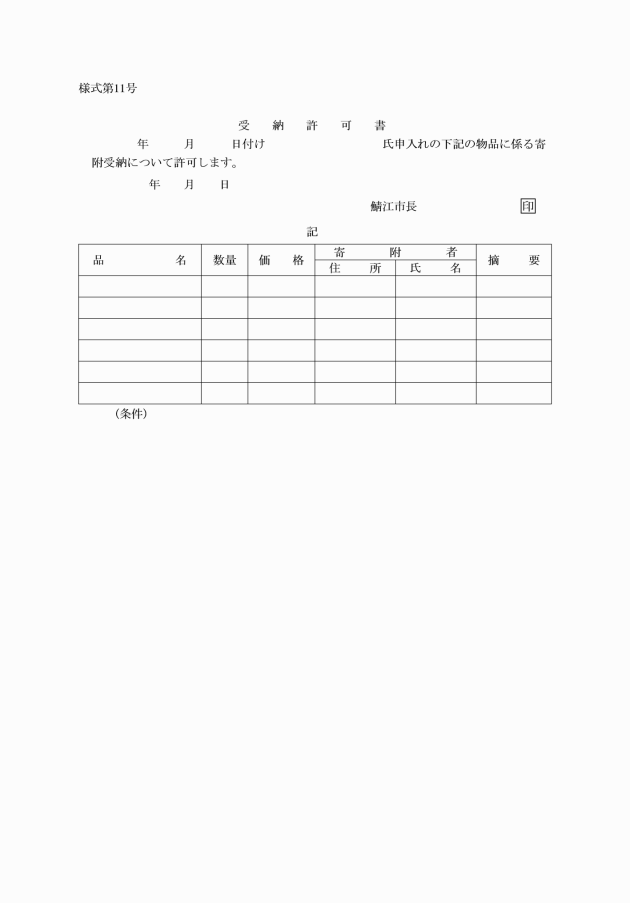 様式第11号
受　納　許　可　書
年　　月　　日付け　　　　　　　　氏申入れの下記の物品に係る寄
附受納について許可します。
年　　月　　日
鯖江市長　　　　　　　印
記
品　　　名　数量　価　格　寄　附　者　摘　要
住　所　氏　名
（条件）